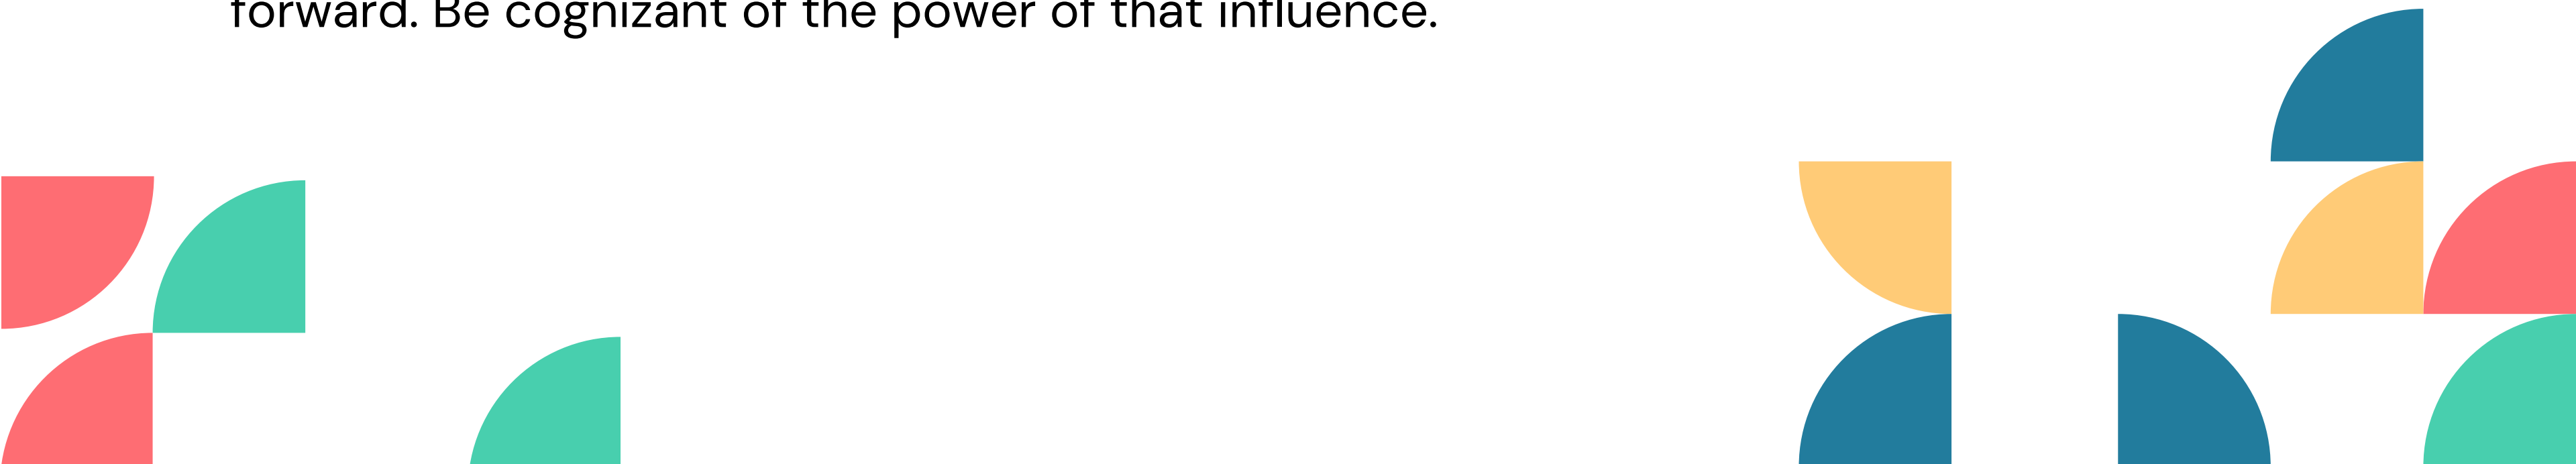 forward. Be cognizant of the power of that influence.